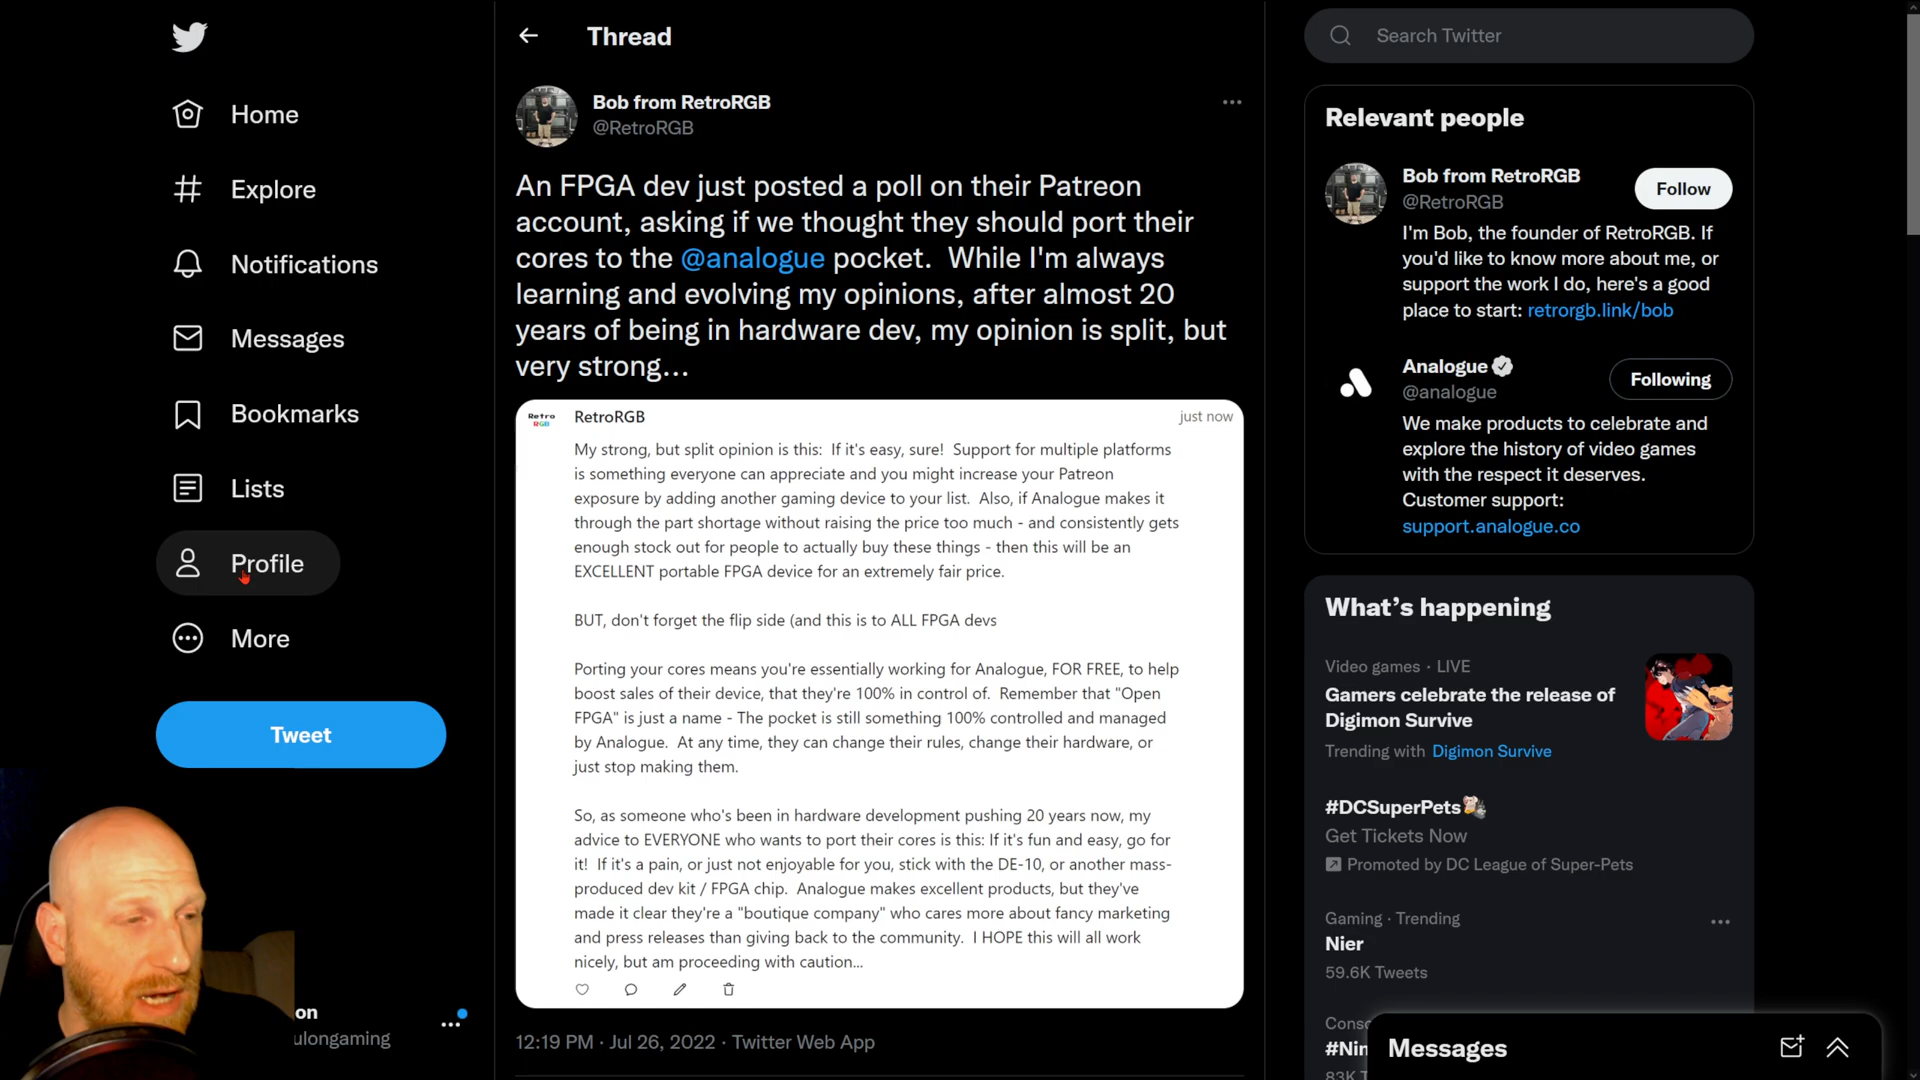 Home
Explore
Notifications
Messages
Bookmarks
Lists
Profile
More
Tweet
on
ulongaming
Thread
Bob from RetroRGB
@RetroRGB
An FPGA dev just posted a poll on their Patreon
account, asking if we thought they should port their
cores to the @analogue pocket.  While I'm always
learning and evolving my opinions, after almost 20
years of being in hardware dev, my opinion is split, but
very strong...
Retro
RGB
RetroRGB
just now
My strong, but split opinion is this:  If it's easy, sure!  Support for multiple platforms
is something everyone can appreciate and you might increase your Patreon
exposure by adding another gaming device to your list.  Also, if Analogue makes it
through the part shortage without raising the price too much - and consistently gets
enough stock out for people to actually buy these things - then this will be an
EXCELLENT portable FPGA device for an extremely fair price.
BUT, don't forget the flip side (and this is to ALL FPGA devs
Porting your cores means you're essentially working for Analogue, FOR FREE, to help
boost sales of their device, that they're 100% in control of.  Remember that "Open
FPGA" is just a name - The pocket is still something 100% controlled and managed
by Analogue.  At any time, they can change their rules, change their hardware, or
just stop making them.
So, as someone who's been in hardware development pushing 20 years now, my
advice to EVERYONE who wants to port their cores is this: If it's fun and easy, go for
it!  If it's a pain, or just not enjoyable for you, stick with the DE-10, or another mass-
produced dev kit / FPGA chip.  Analogue makes excellent products, but they've
made it clear they're a "boutique company" who cares more about fancy marketing
and press releases than giving back to the community.  I HOPE this will all work
nicely, but am proceeding with caution...
12:19 PM · Jul 26, 2022 · Twitter Web App
Search Twitter
Relevant people
Bob from RetroRGB
@RetroRGB
Follow
I'm Bob, the founder of RetroRGB. If
you'd like to know more about me, or
support the work I do, here's a good
place to start: retrorgb.link/bob
Analogue
@analogue
Following
We make products to celebrate and
explore the history of video games
with the respect it deserves.
Customer support:
support.analogue.co
What's happening
Video games · LIVE
Gamers celebrate the release of
Digimon Survive
Trending with Digimon Survive
#DCSuperPets
Get Tickets Now
Promoted by DC League of Super-Pets
Gaming · Trending
Nier
59.6K Tweets
Consc
#Nin
83K T
Messages